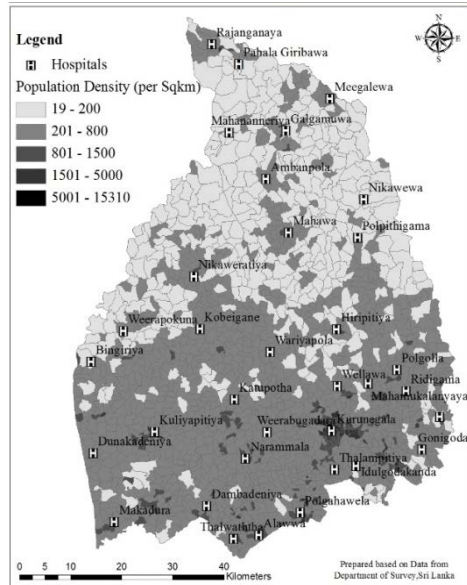 Legend
Hospitals
Population Density (per Sqkm)
19 - 200
201 - 800
801 - 1500
1501 - 5000
5001 - 15310
N
W
E
S
Rajanganaya
Pahala Giribawa
Meegalewa
Mahananneriya
Galgamuwa
Ambanpola
Nikawewa
Mahawa
Polpithigama
Nikaweratiya
Weerapokuna
Kobeigane
Hiripitiya
Wariyapola
Bingiriya
Polgolla
Wellawa
Ridigama
Katupotha
Mahamukalanyaya
Kuliyapitiya
Weerabugedara
Kurunegala
Dunakadeniya
Gonigoda
Narammala
Thalampitiya
Idulgodakanda
Dambadeniya
Polgahawela
Makadura
Thalwaththa
Alawwa
0 5 10 20 30 40
Kilometers
Prepared based on Data from
Department of Survey,Sri Lanka